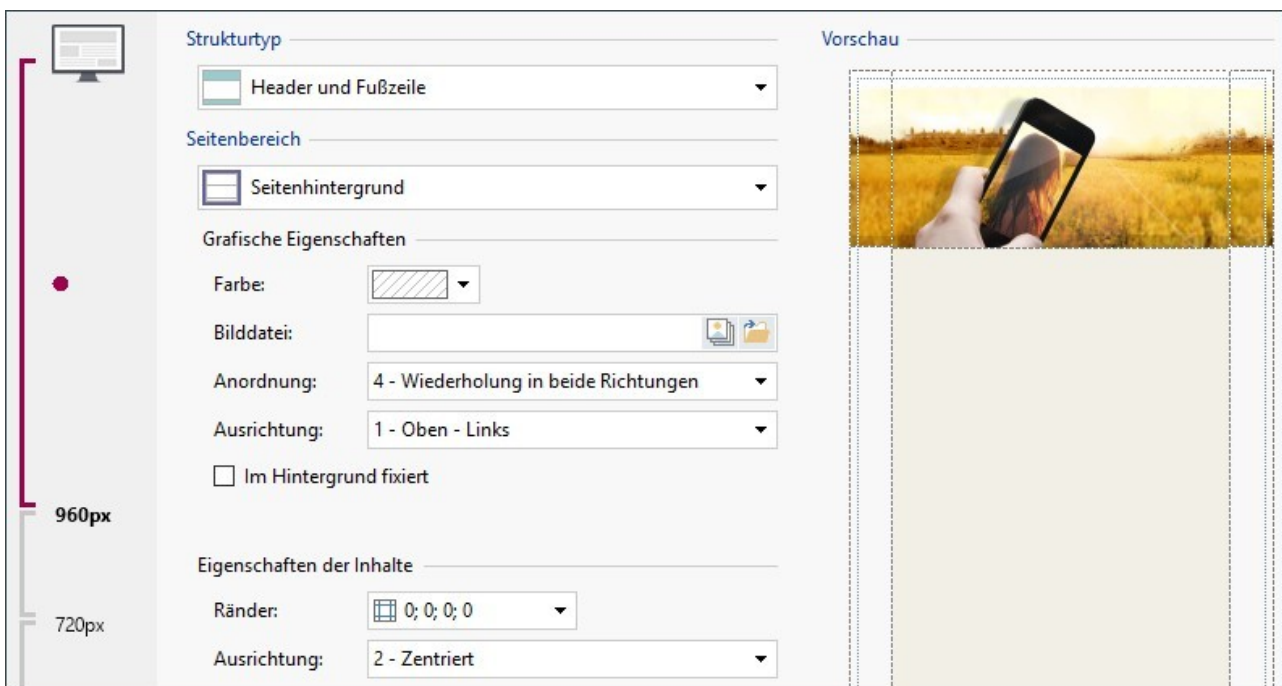 Strukturtyp
Header und Fußzeile
Seitenbereich
Seitenhintergrund
Grafische Eigenschaften
Farbe:
Bilddatei:
Anordnung: 4 - Wiederholung in beide Richtungen
Ausrichtung: 1 - Oben - Links
Im Hintergrund fixiert
Eigenschaften der Inhalte
Ränder: 0; 0; 0; 0
Ausrichtung: 2 - Zentriert
960px
720px
Vorschau